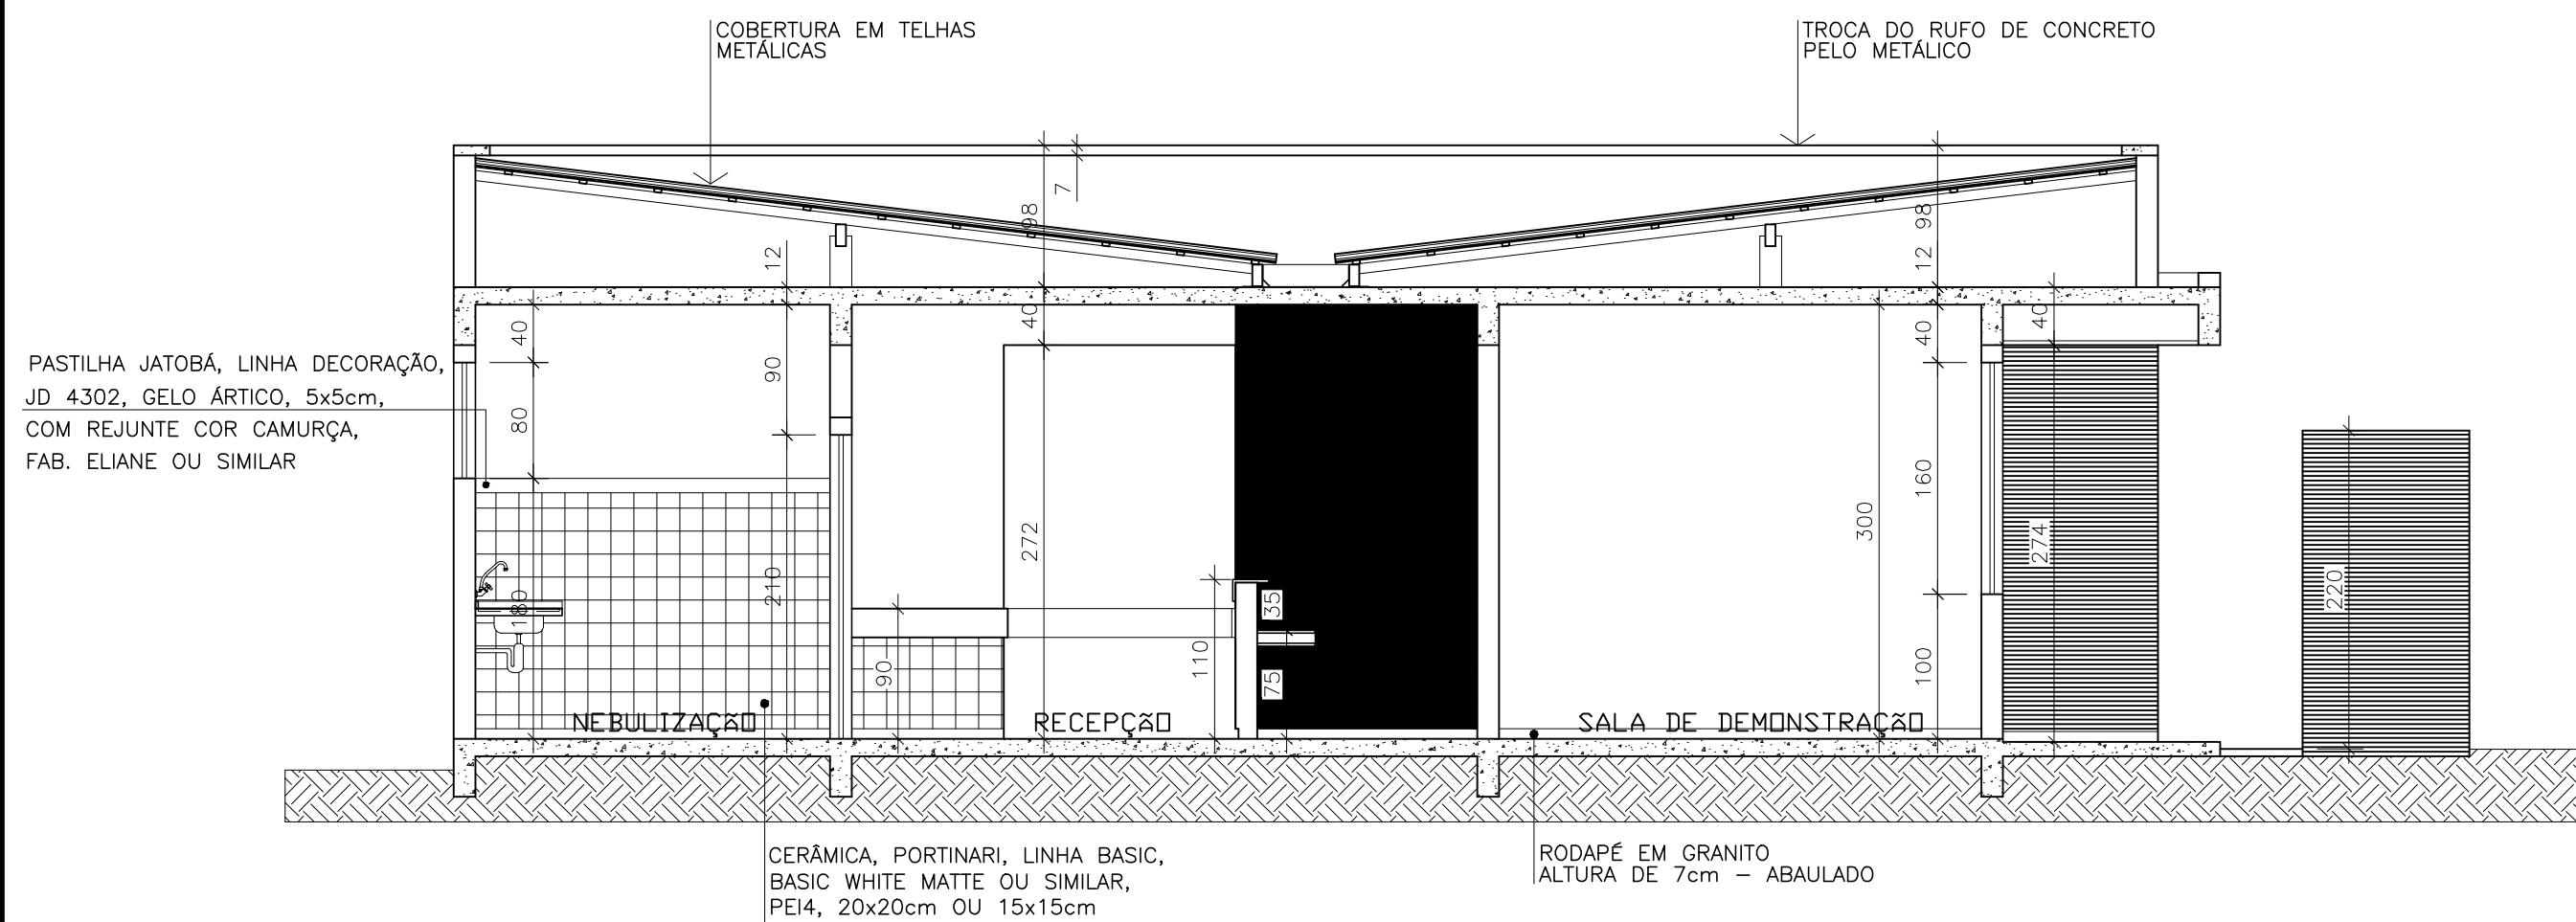 COBERTURA EM TELHAS
METÁLICAS
TROCA DO RUFO DE CONCRETO
PELO METÁLICO
7
98
98
12
12
40
40
40
40
PASTILHA JATOBÁ, LINHA DECORAÇÃO,
JD 4302, GELO ÁRTICO, 5x5cm,
COM REJUNTE COR CAMURÇA,
FAB. ELIANE OU SIMILAR
80
90
160
300
272
274
220
180
210
35
110
90
75
100
NEBULIZAÇÃO
RECEPÇÃO
SALA DE DEMONSTRAÇÃO
CERÂMICA, PORTINARI, LINHA BASIC,
BASIC WHITE MATTE OU SIMILAR,
PEI4, 20x20cm OU 15x15cm
RODAPÉ EM GRANITO
ALTURA DE 7cm – ABAULADO